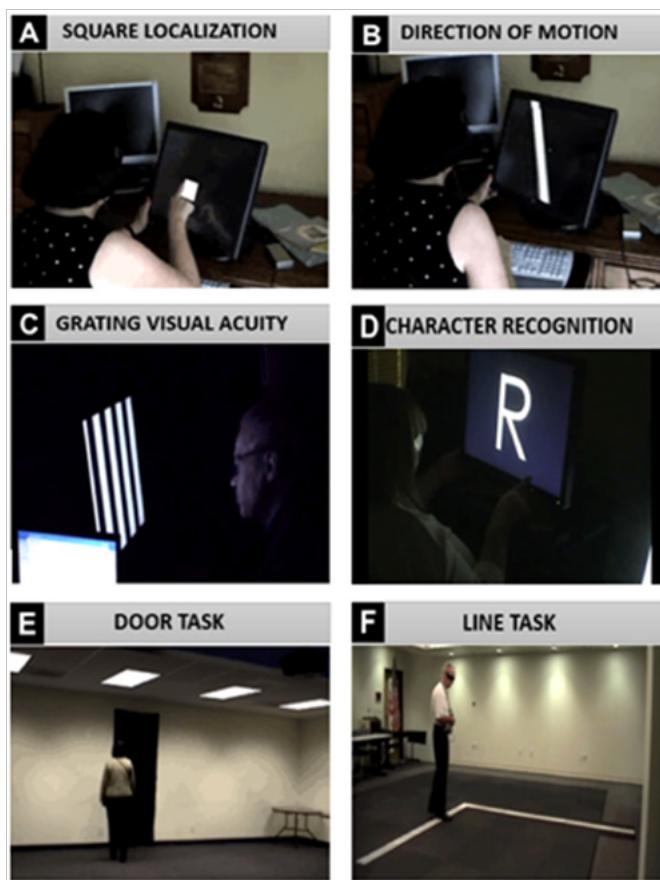 A SQUARE LOCALIZATION
B DIRECTION OF MOTION
C GRATING VISUAL ACUITY
D CHARACTER RECOGNITION
R
E DOOR TASK
F LINE TASK